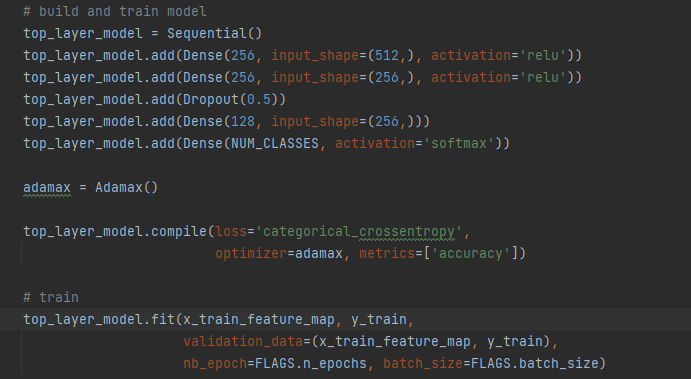 # build and train model
top_layer_model = Sequential()
top_layer_model.add(Dense(256, input_shape=(512,), activation='relu'))
top_layer_model.add(Dense(256, input_shape=(256,), activation='relu'))
top_layer_model.add(Dropout(0.5))
top_layer_model.add(Dense(128, input_shape=(256,)))
top_layer_model.add(Dense(NUM_CLASSES, activation='softmax'))
adamax = Adamax()
top_layer_model.compile(loss='categorical_crossentropy',
optimizer=adamax, metrics=['accuracy'])
# train
top_layer_model.fit(x_train_feature_map, y_train,
validation_data=(x_train_feature_map, y_train),
nb_epoch=FLAGS.n_epochs, batch_size=FLAGS.batch_size)